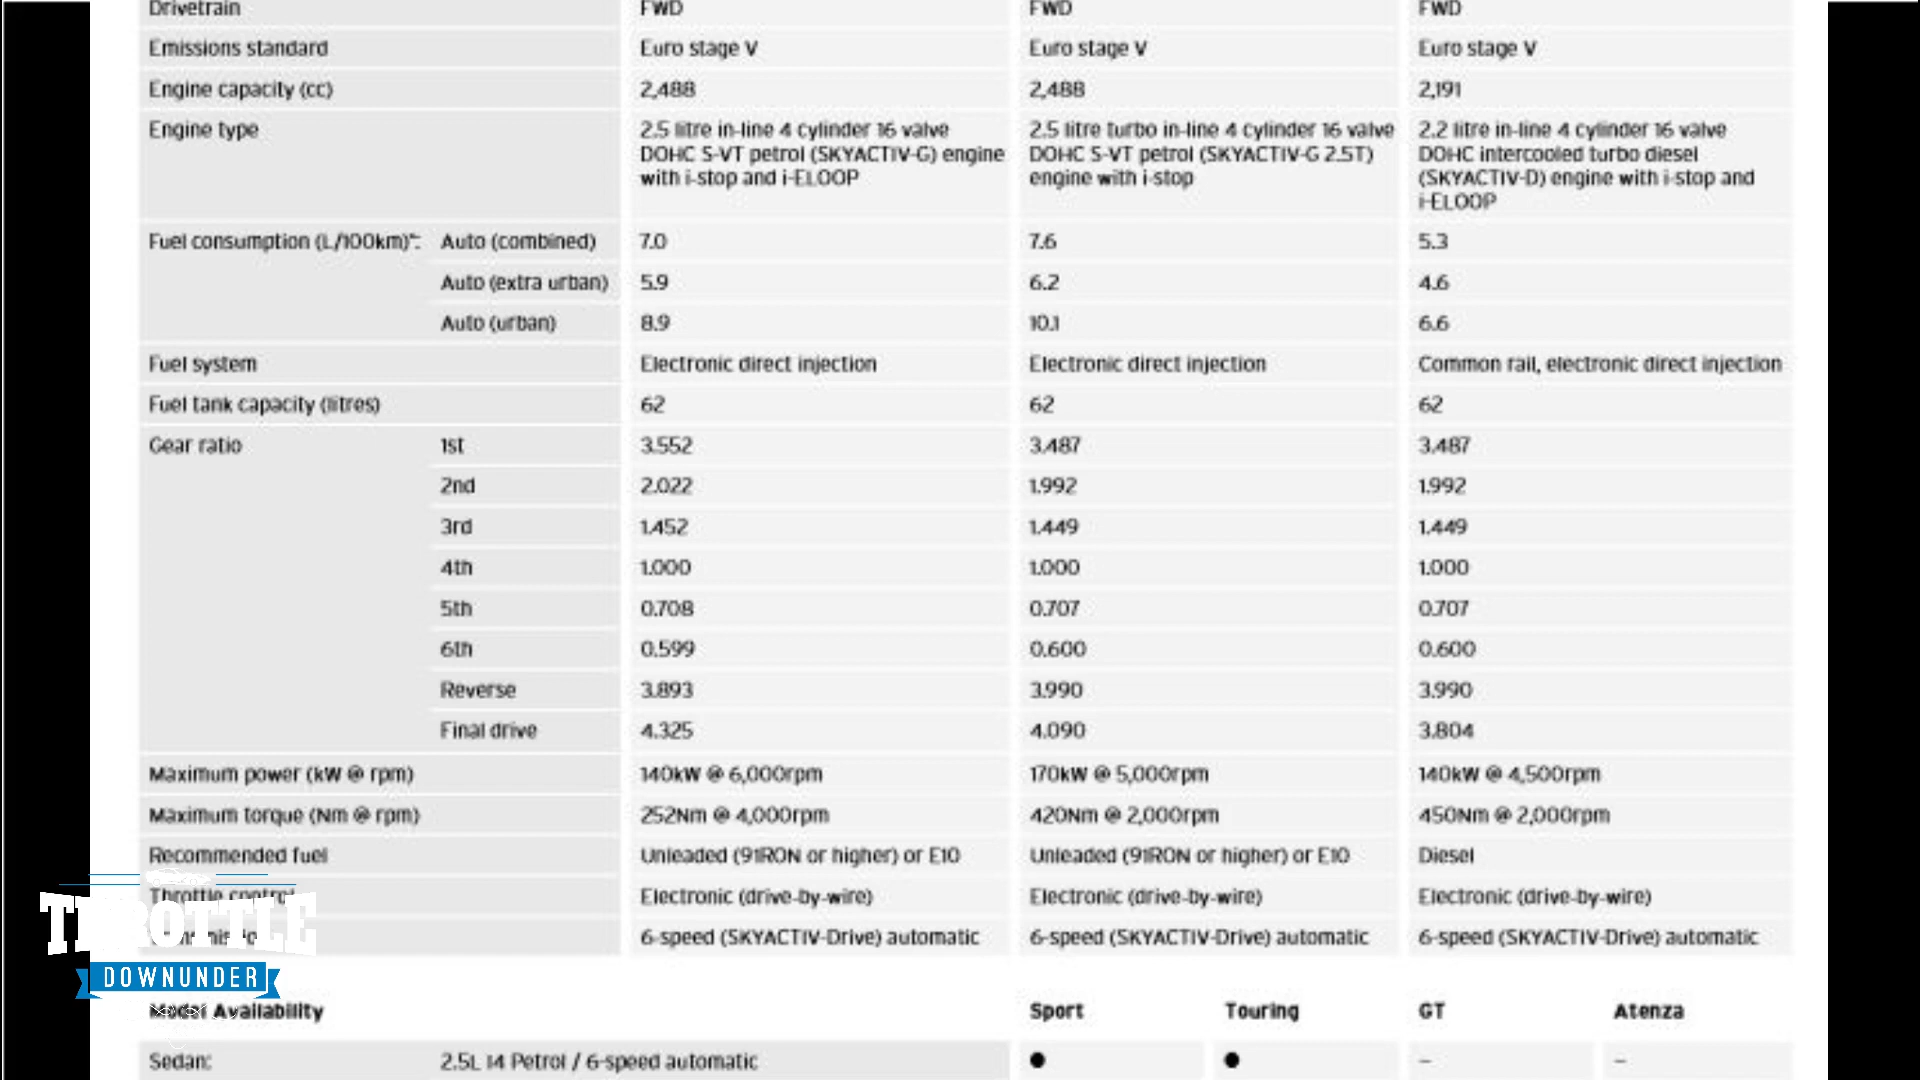 Drivetrain FWD FWD FWD
Emissions standard Euro stage V Euro stage V Euro stage V
Engine capacity (cc) 2,488 2,488 2,191
Engine type 2.5 litre in-line 4 cylinder 16 valve 2.5 litre turbo in-line 4 cylinder 16 valve 2.2 litre in-line 4 cylinder 16 valve
DOHC S-VT petrol (SKYACTIV-G) engine DOHC S-VT petrol (SKYACTIV-G 2.5T) DOHC intercooled turbo diesel
with i-stop and i-ELOOP engine with i-stop (SKYACTIV-D) engine with i-stop and
i-ELOOP
Fuel consumption (L/100km)*: Auto (combined) 7.0 7.6 5.3
Auto (extra urban) 5.9 6.2 4.6
Auto (urban) 8.9 10.1 6.6
Fuel system Electronic direct injection Electronic direct injection Common rail, electronic direct injection
Fuel tank capacity (litres) 62 62 62
Gear ratio 1st 3.552 3.487 3.487
2nd 2.022 1.992 1.992
3rd 1.452 1.449 1.449
4th 1.000 1.000 1.000
5th 0.708 0.707 0.707
6th 0.599 0.600 0.600
Reverse 3.893 3.990 3.990
Final drive 4.325 4.090 3.804
Maximum power (kW @ rpm) 140kW @ 6,000rpm 170kW @ 5,000rpm 140kW @ 4,500rpm
Maximum torque (Nm @ rpm) 252Nm @ 4,000rpm 420Nm @ 2,000rpm 450Nm @ 2,000rpm
Recommended fuel Unleaded (91RON or higher) or E10 Unleaded (91RON or higher) or E10 Diesel
Throttle control Electronic (drive-by-wire) Electronic (drive-by-wire) Electronic (drive-by-wire)
6-speed (SKYACTIV-Drive) automatic 6-speed (SKYACTIV-Drive) automatic 6-speed (SKYACTIV-Drive) automatic
THROTTLE
DOWNUNDER
Model Availability Sport Touring GT Atenza
Sedan: 2.5L I4 Petrol / 6-speed automatic ● ● – –